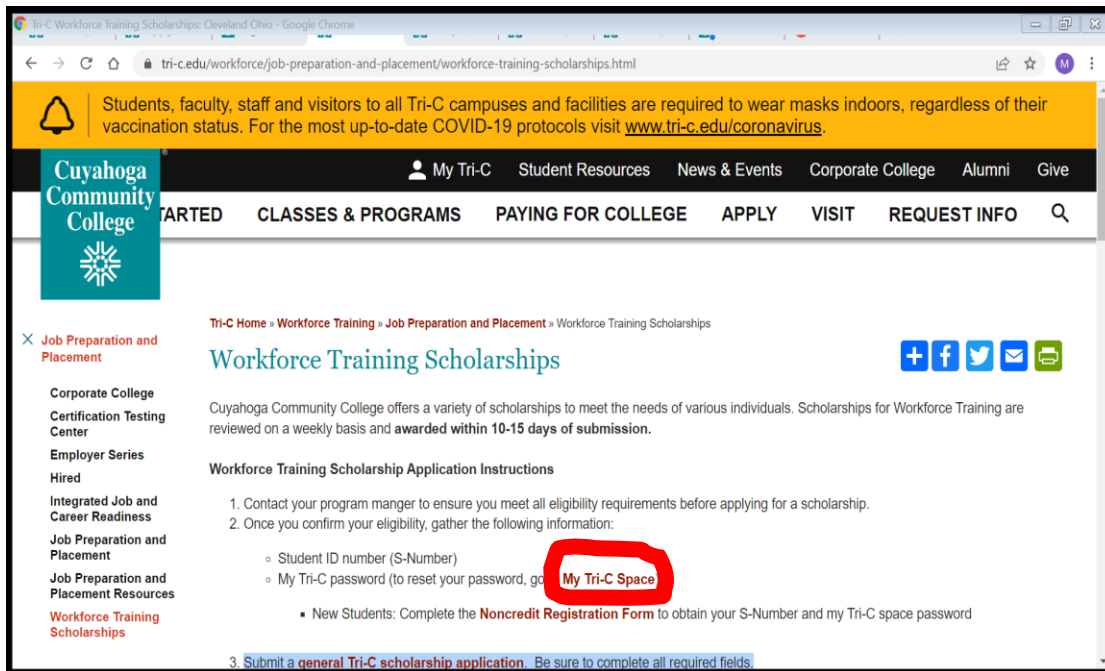 Tri-C Workforce Training Scholarships: Cleveland Ohio - Google Chrome
tri-c.edu/workforce/job-preparation-and-placement/workforce-training-scholarships.html
M
Students, faculty, staff and visitors to all Tri-C campuses and facilities are required to wear masks indoors, regardless of their
vaccination status. For the most up-to-date COVID-19 protocols visit www.tri-c.edu/coronavirus.
Cuyahoga
Community
College
®
My Tri-C Student Resources News & Events Corporate College Alumni Give
TARTED CLASSES & PROGRAMS PAYING FOR COLLEGE APPLY VISIT REQUEST INFO
Tri-C Home » Workforce Training » Job Preparation and Placement » Workforce Training Scholarships
Job Preparation and
Placement
Corporate College
Certification Testing
Center
Employer Series
Hired
Integrated Job and
Career Readiness
Job Preparation and
Placement
Job Preparation and
Placement Resources
Workforce Training
Scholarships
Workforce Training Scholarships
Cuyahoga Community College offers a variety of scholarships to meet the needs of various individuals. Scholarships for Workforce Training are
reviewed on a weekly basis and awarded within 10-15 days of submission.
Workforce Training Scholarship Application Instructions
1. Contact your program manger to ensure you meet all eligibility requirements before applying for a scholarship.
2. Once you confirm your eligibility, gather the following information:
Student ID number (S-Number)
My Tri-C password (to reset your password, go My Tri-C Space
New Students: Complete the Noncredit Registration Form to obtain your S-Number and my Tri-C space password
3. Submit a general Tri-C scholarship application. Be sure to complete all required fields.